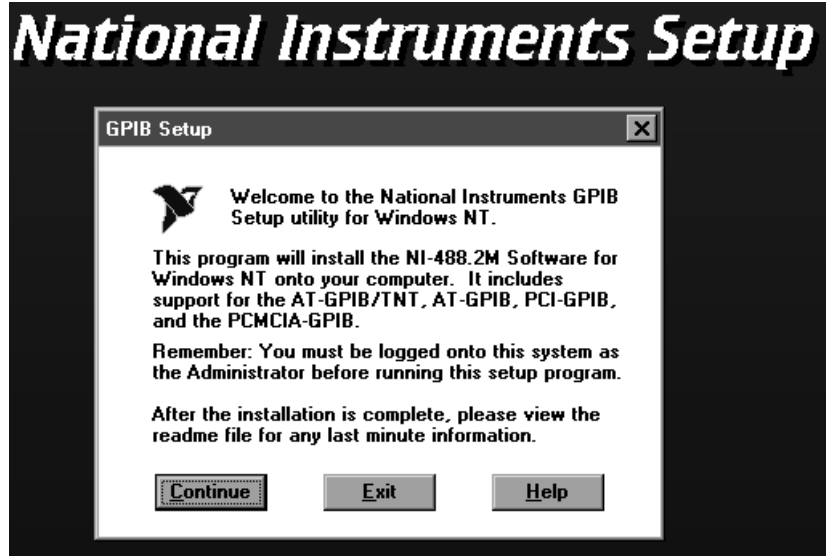 National Instruments Setup
GPIB Setup
Welcome to the National Instruments GPIB
Setup utility for Windows NT.
This program will install the NI-488.2M Software for
Windows NT onto your computer.  It includes
support for the AT-GPIB/TNT, AT-GPIB, PCI-GPIB,
and the PCMCIA-GPIB.
Remember: You must be logged onto this system as
the Administrator before running this setup program.
After the installation is complete, please view the
readme file for any last minute information.
Continue Exit Help